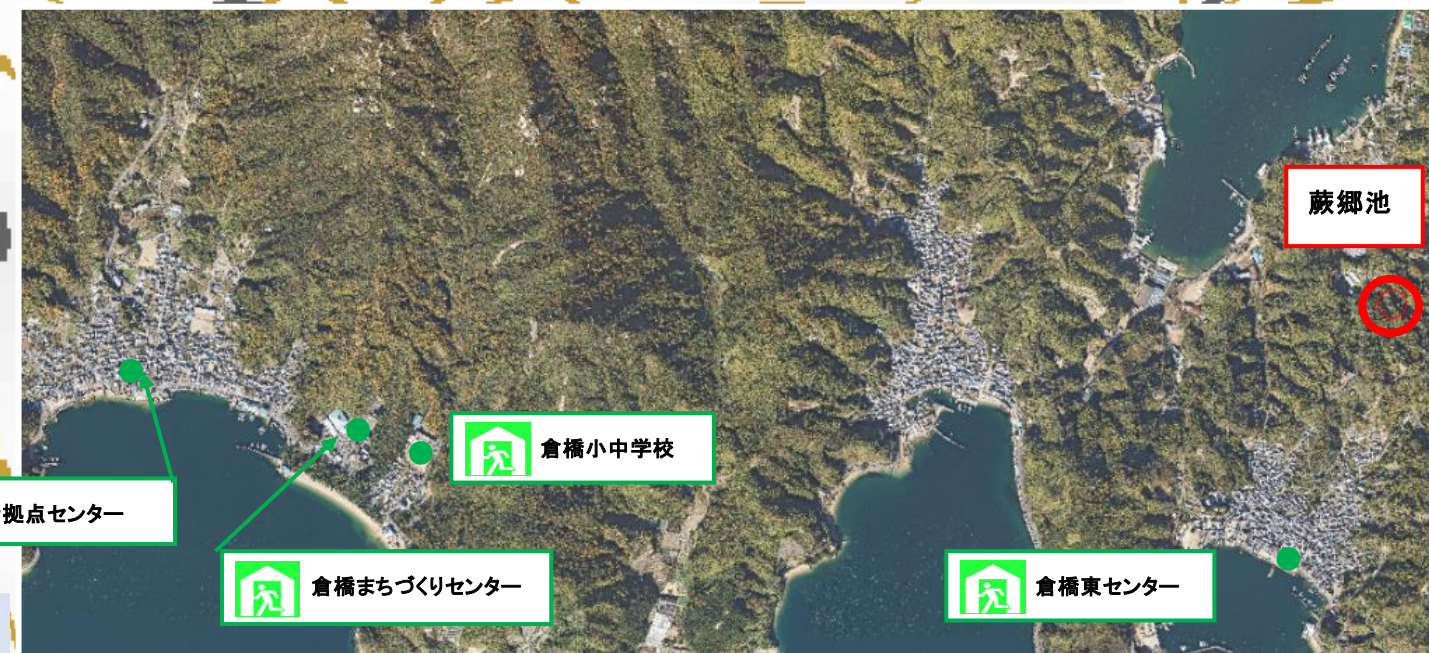 蕨郷池
倉橋小中学校
拠点センター
倉橋まちづくりセンター
倉橋東センター